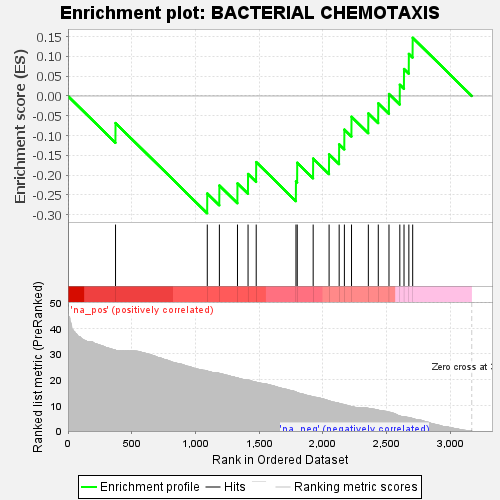 Enrichment plot: BACTERIAL CHEMOTAXIS
Enrichment score (ES)
0.15
0.10
0.05
0.00
-0.05
-0.10
-0.15
-0.20
-0.25
-0.30
'na_pos' (positively correlated)
Ranked list metric (PreRanked)
50
40
30
20
10
0
Zero cross at 3
'na_neg' (negatively correlated)
0
500
1,000
1,500
2,000
2,500
3,000
Rank in Ordered Dataset
Enrichment profile
Hits
Ranking metric scores